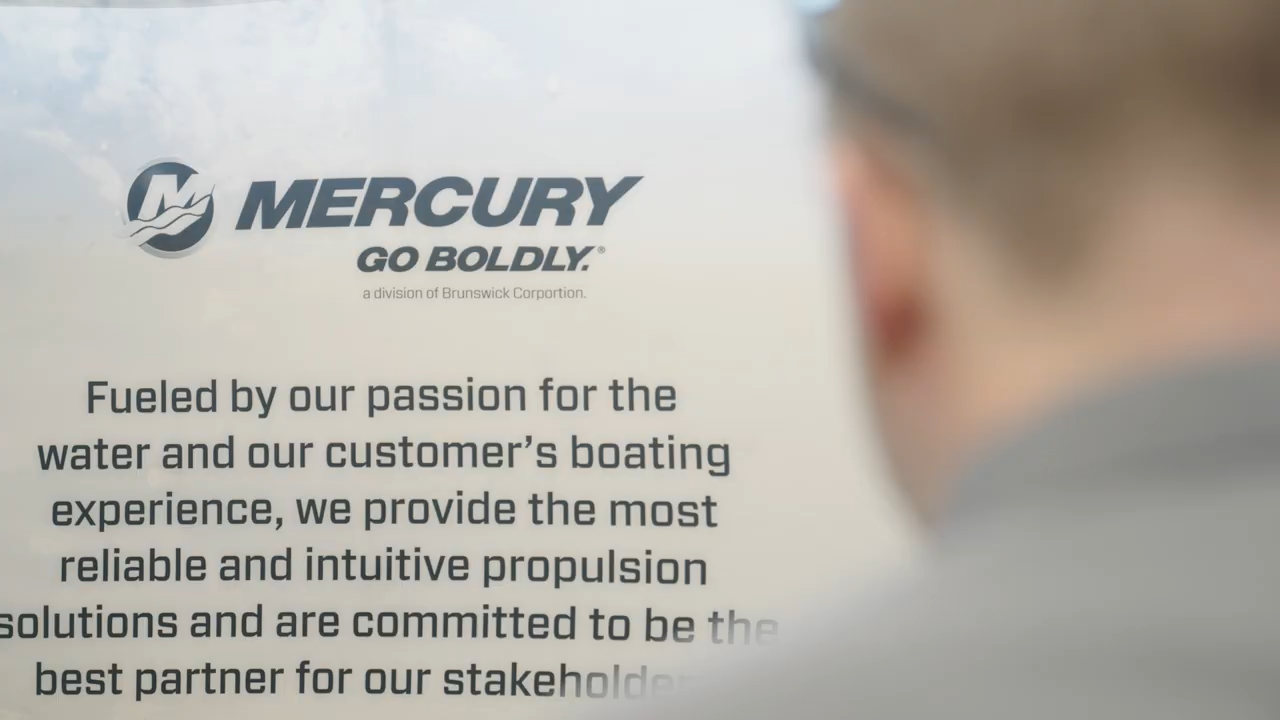 MERCURY
GO BOLDLY.®
a division of Brunswick Corportion.
Fueled by our passion for the
water and our customer’s boating
experience, we provide the most
reliable and intuitive propulsion
solutions and are committed to be the
best partner for our